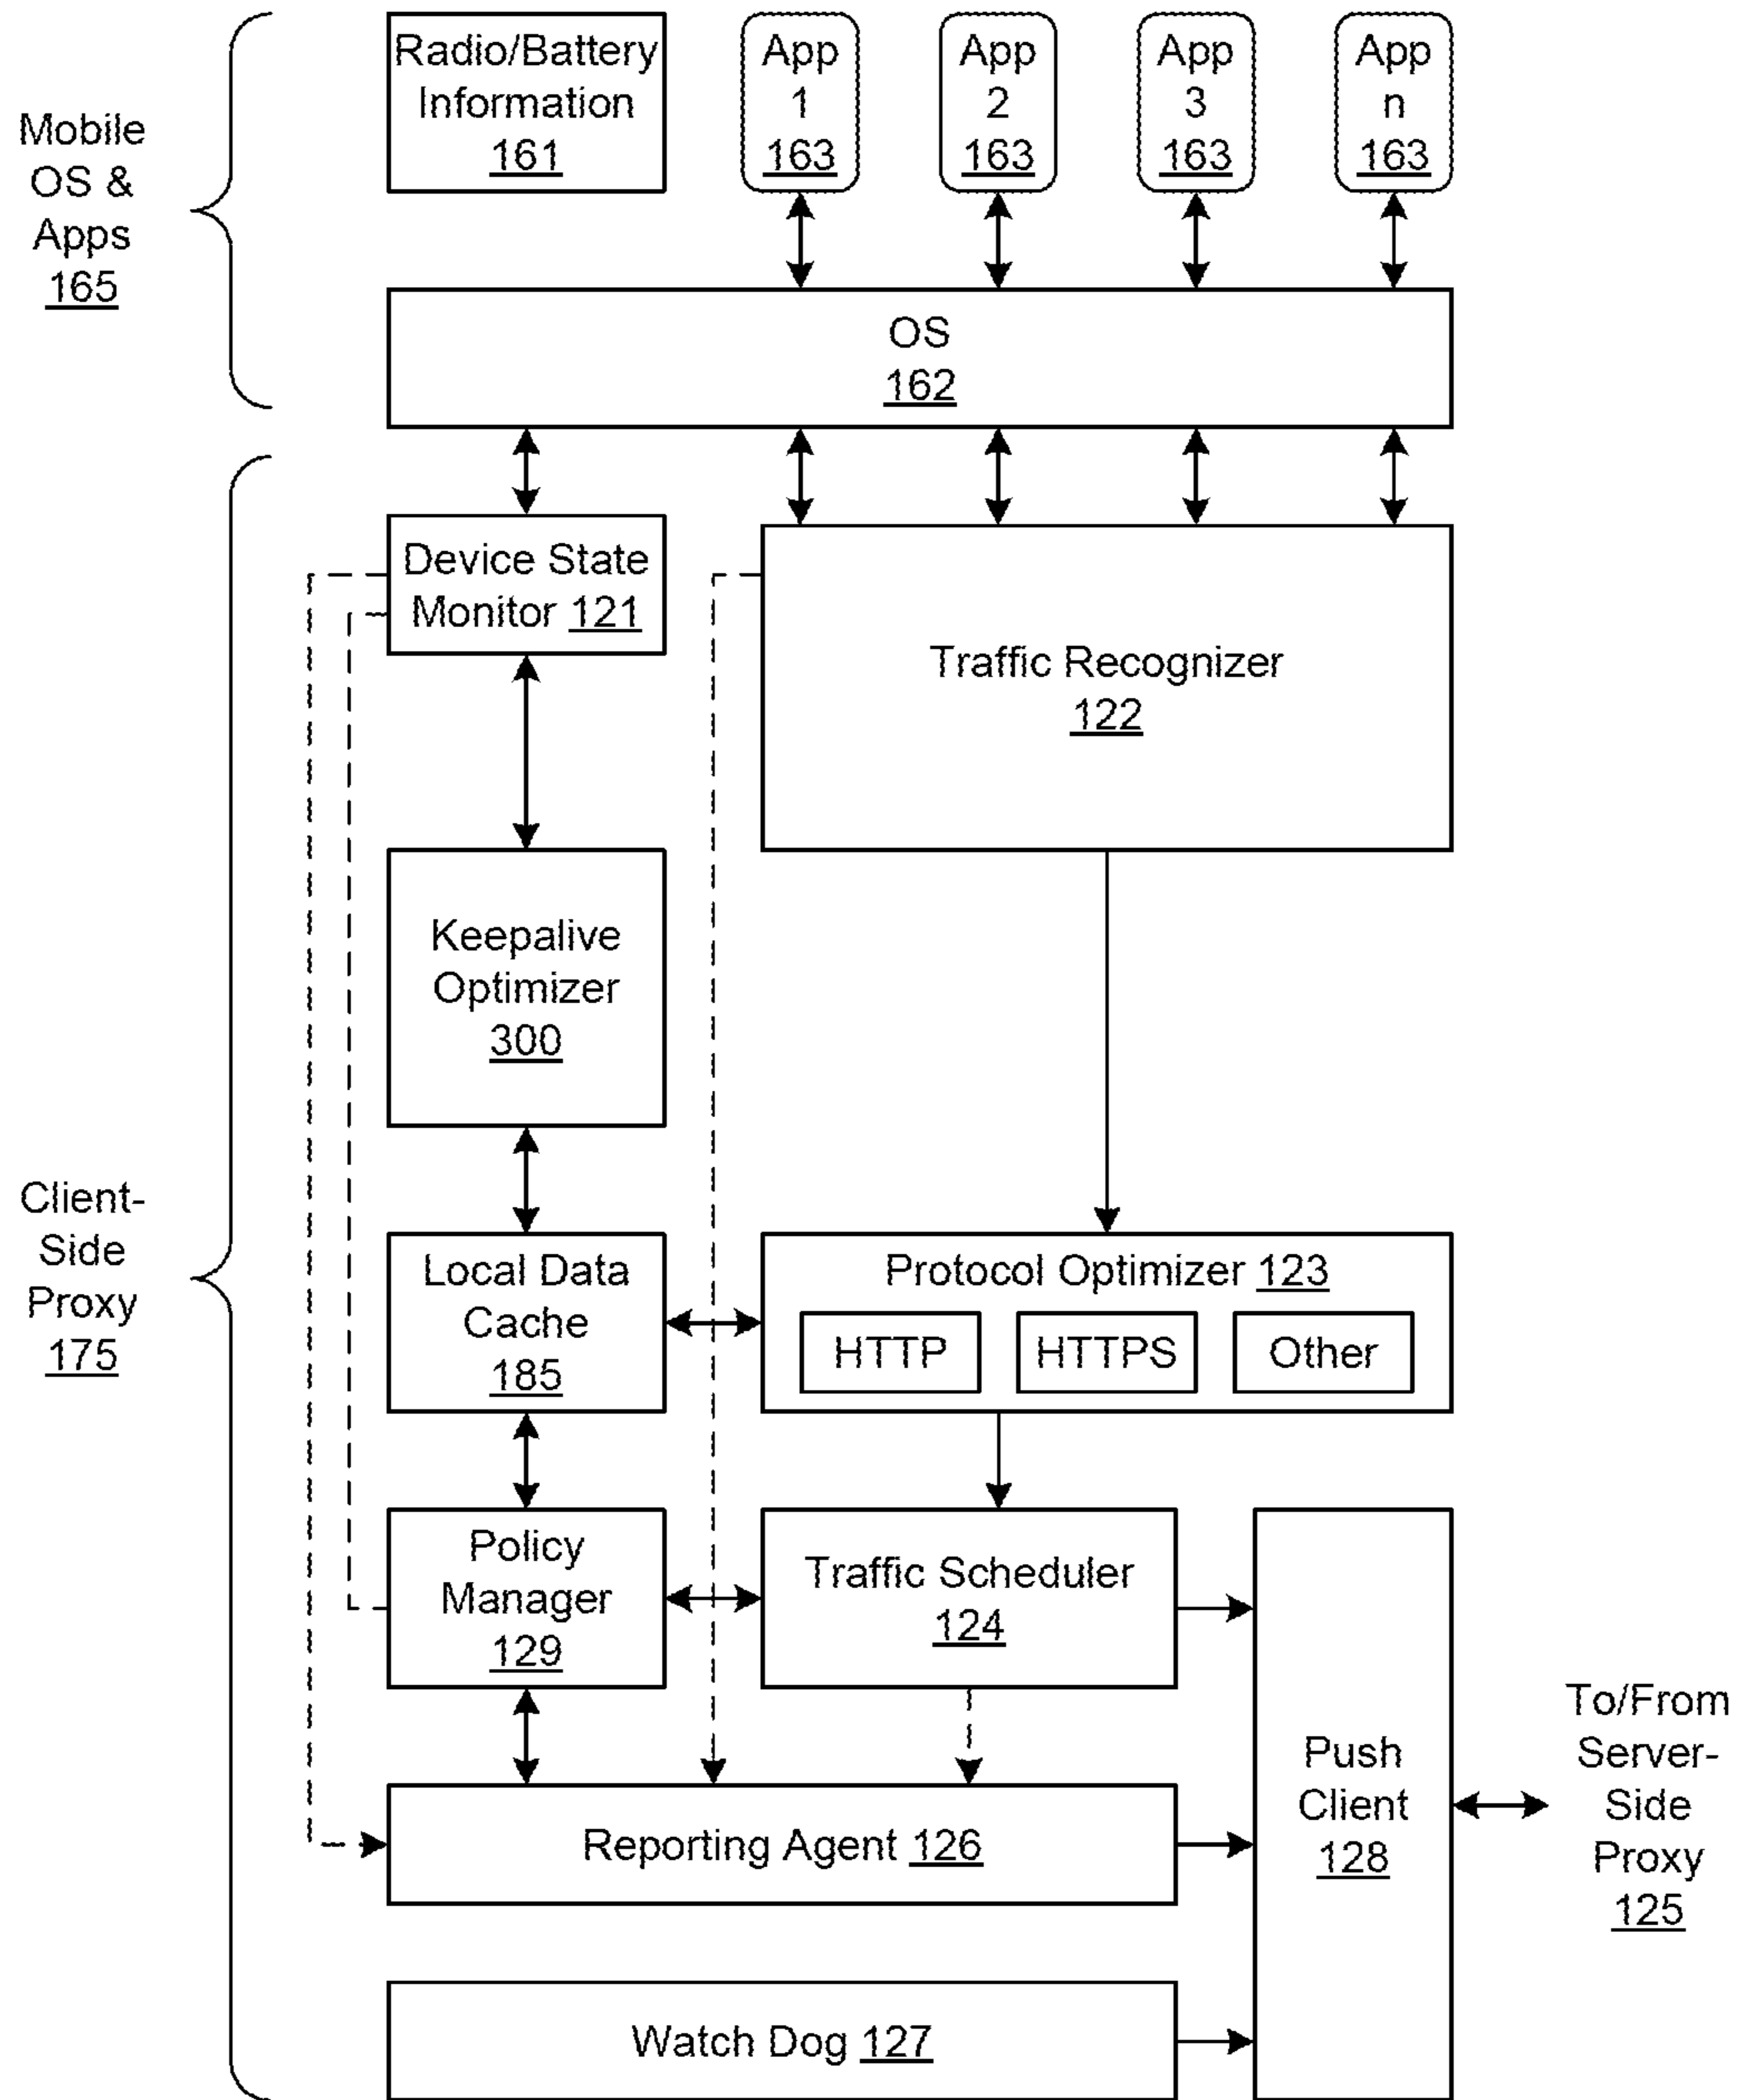 Mobile
OS &
Apps
165
Radio/Battery
Information
161
App
1
163
App
2
163
App
3
163
App
n
163
OS
162
Client-
Side
Proxy
175
Device State
Monitor 121
Traffic Recognizer
122
Keepalive
Optimizer
300
Local Data
Cache
185
Protocol Optimizer 123
HTTP
HTTPS
Other
Policy
Manager
129
Traffic Scheduler
124
Reporting Agent 126
Watch Dog 127
Push
Client
128
To/From
Server-
Side
Proxy
125